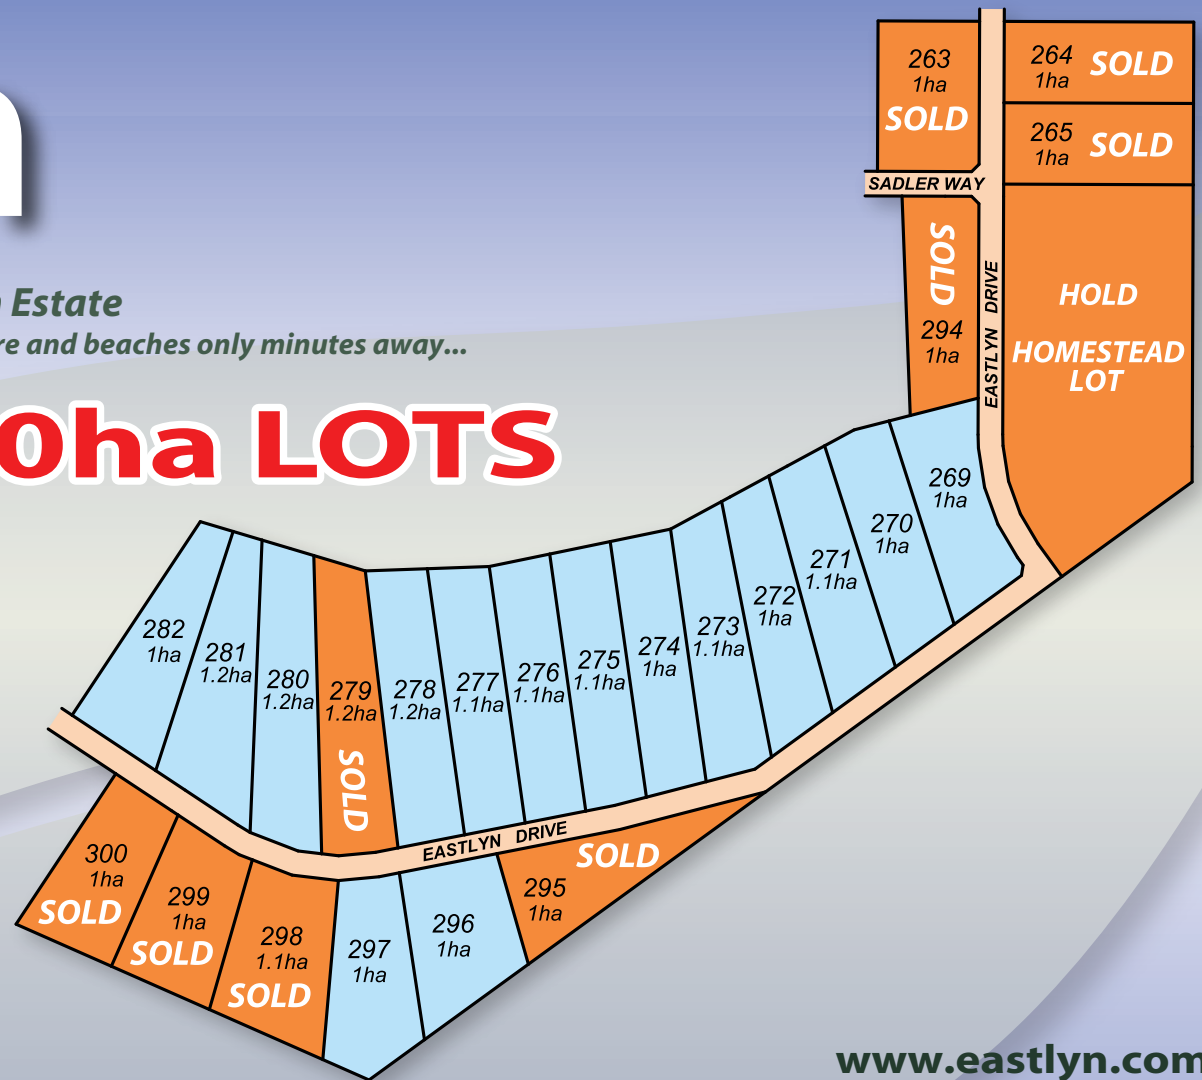 263
1ha
SOLD
264
1ha
SOLD
265
1ha
SOLD
SADLER WAY
SOLD
294
1ha
EASTLYN DRIVE
HOLD
HOMESTEAD
LOT
Estate
and beaches only minutes away...
0ha LOTS
269
1ha
270
1ha
271
1.1ha
272
1ha
273
1.1ha
274
1ha
275
1.1ha
276
1.1ha
277
1.1ha
278
1.2ha
279
1.2ha
SOLD
280
1.2ha
281
1.2ha
282
1ha
EASTLYN DRIVE
300
1ha
SOLD
299
1ha
SOLD
298
1.1ha
SOLD
297
1ha
296
1ha
295
1ha
SOLD
www.eastlyn.com